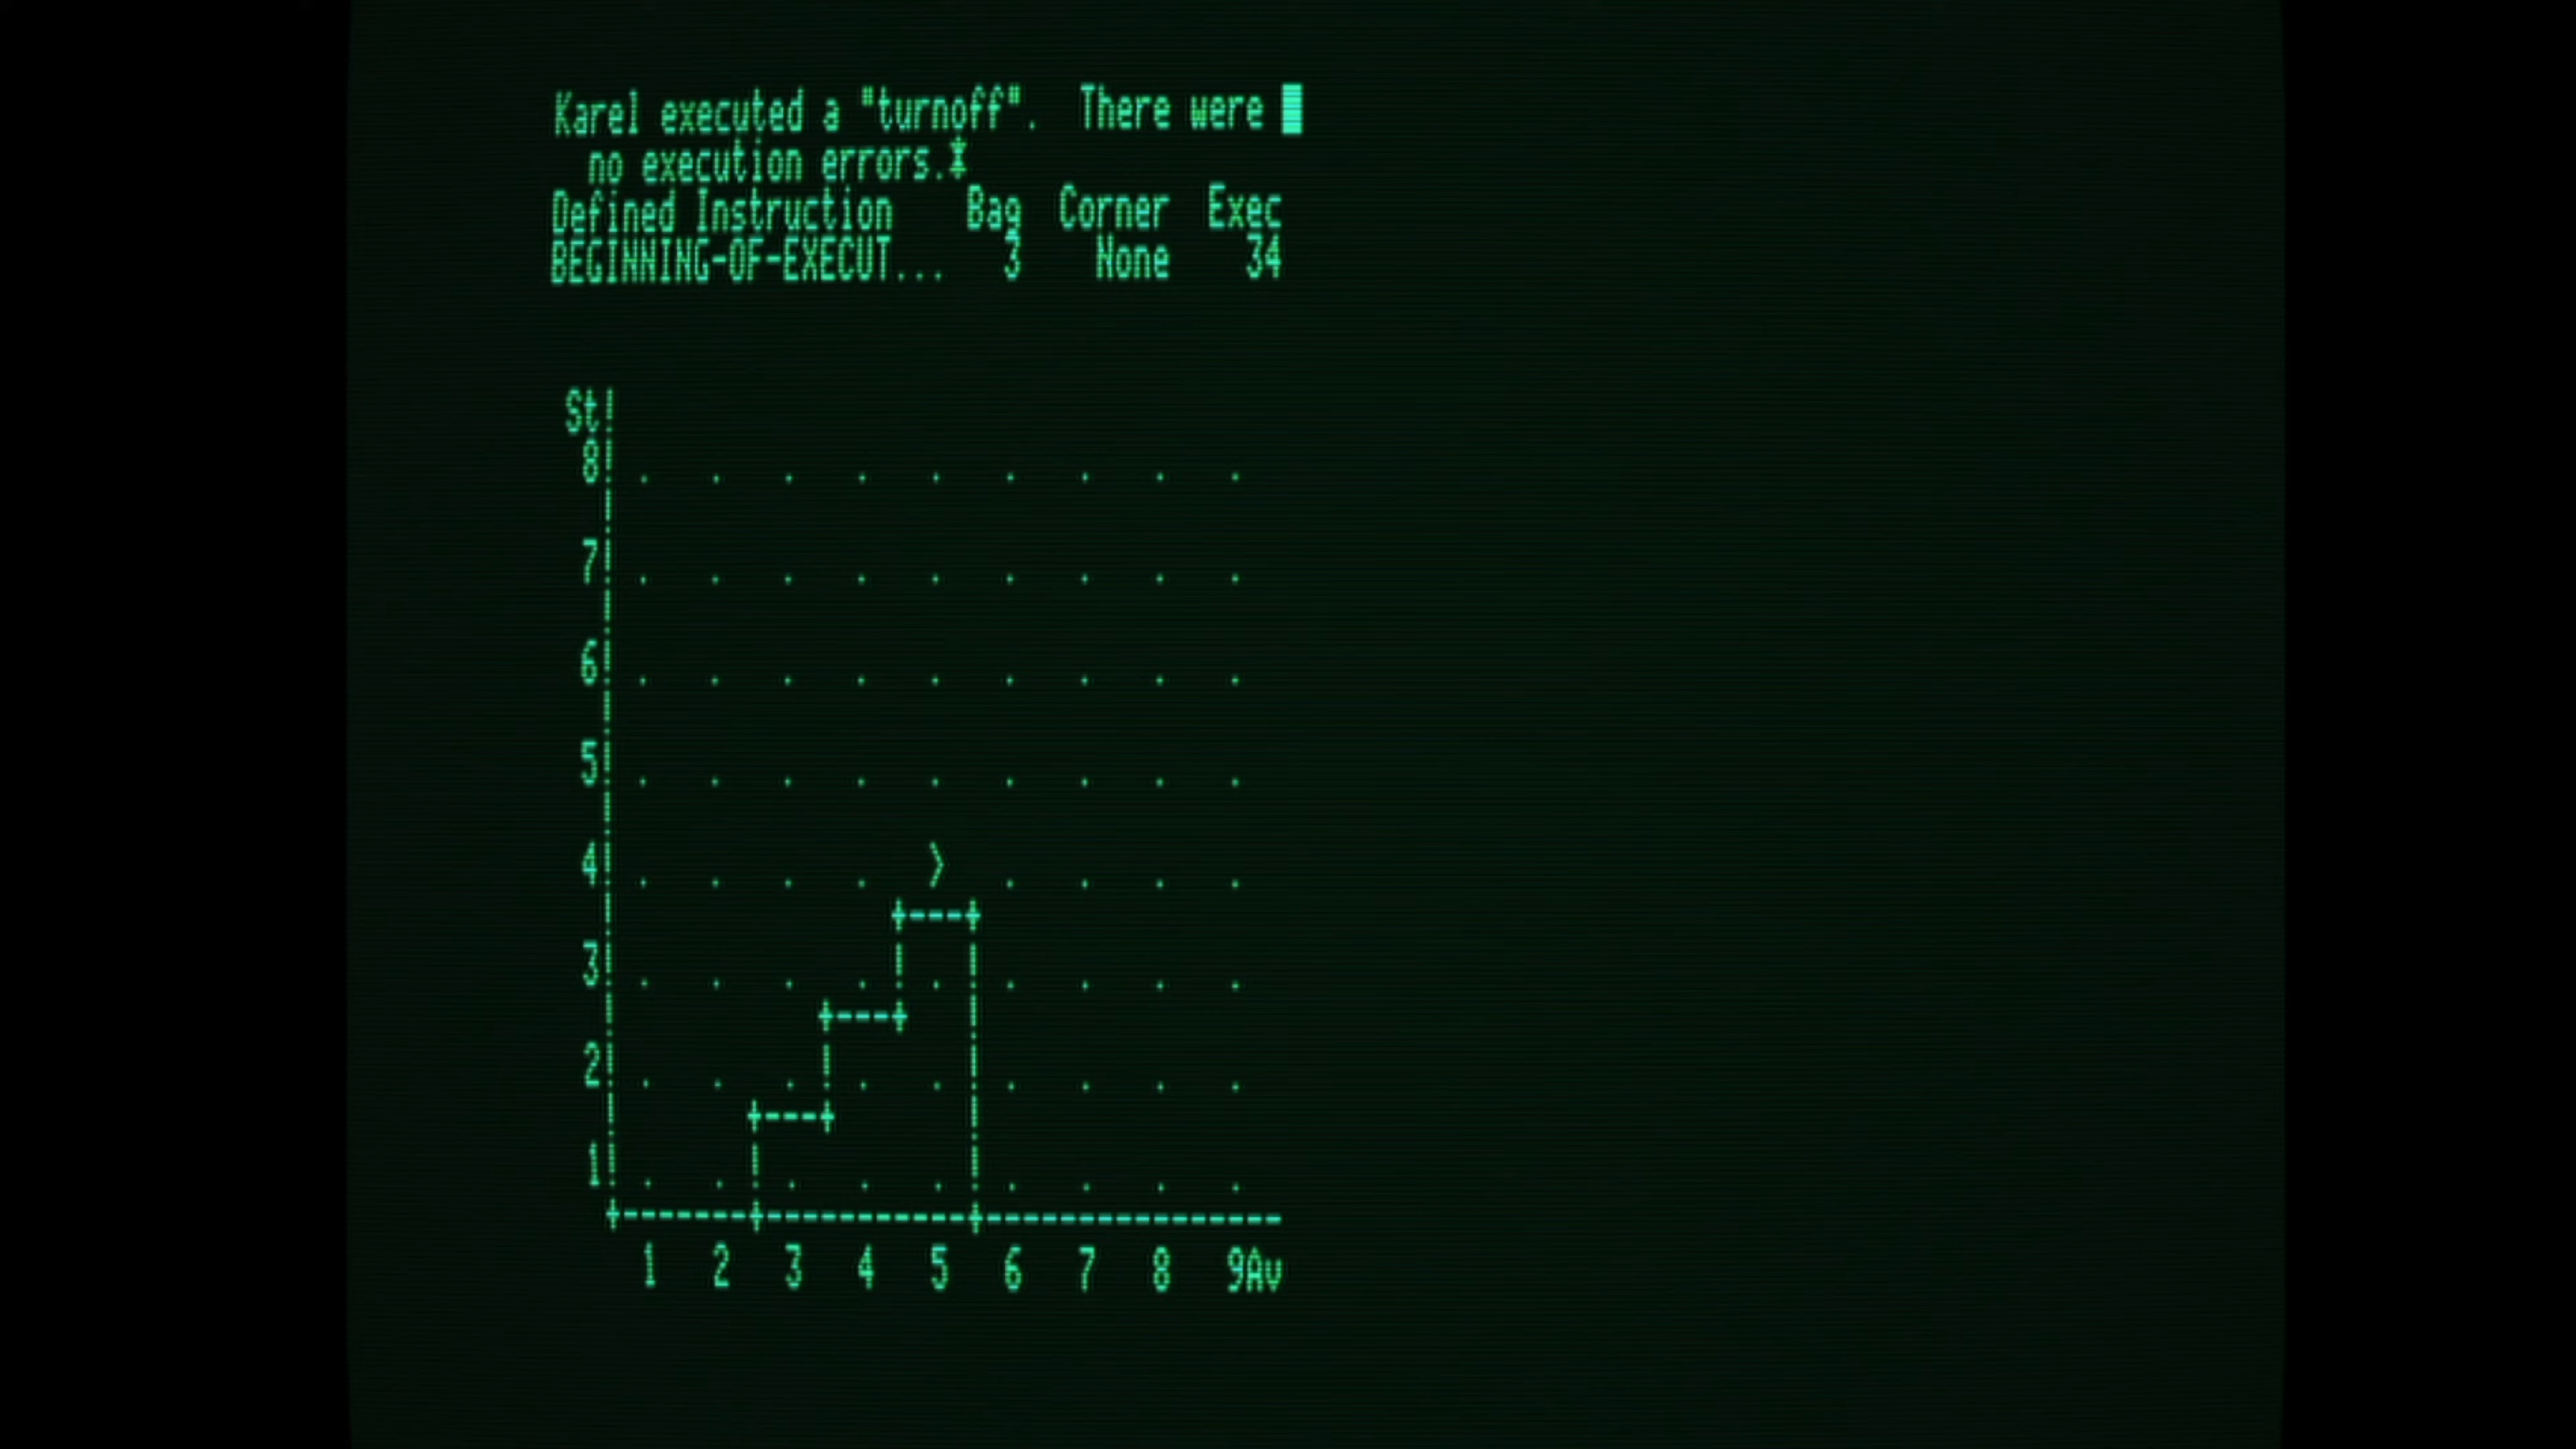 Karel executed a "turnoff".  There were
no execution errors.
Defined Instruction   Bag  Corner  Exec
BEGINNING-OF-EXECUT...   3    None    34
St
8
7
6
5
4
3
2
1
1 2 3 4 5 6 7 8 9Av